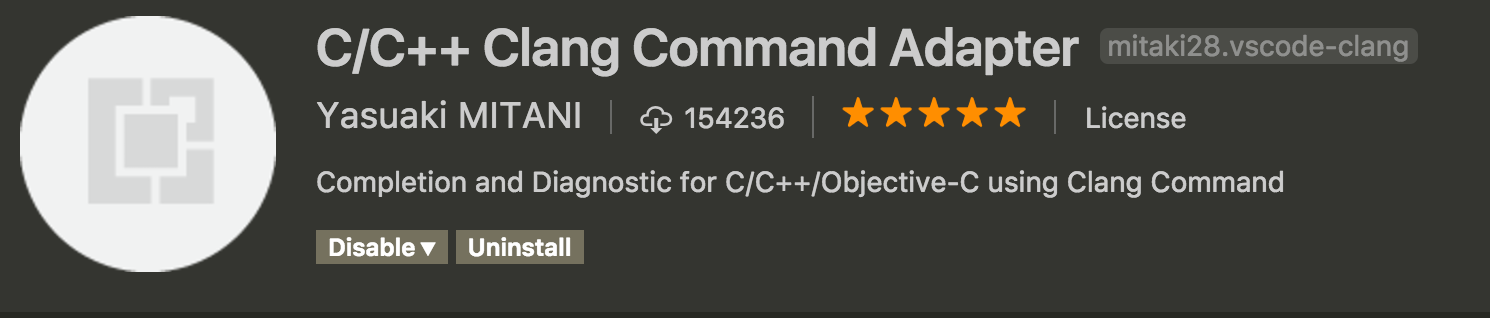 C/C++ Clang Command Adapter mitaki28.vscode-clang
Yasuaki MITANI 154236 License
Completion and Diagnostic for C/C++/Objective-C using Clang Command
Disable▼ Uninstall